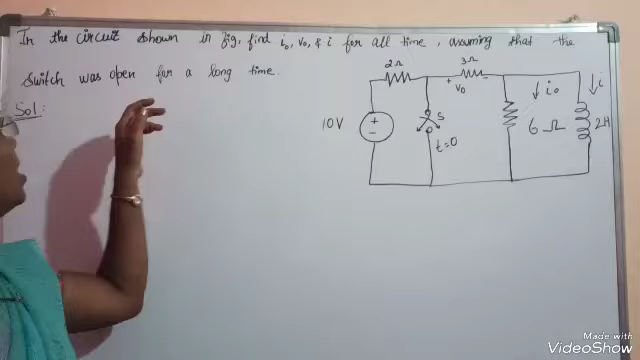 In the circuit shown in fig, find i₀, v₀, & i for all time, assuming that the
switch was open for a long time.
Sol:
2Ω
3Ω
+ V₀ -
i₀
i
10V
+
-
S
t=0
6Ω
2H
Made with
VideoShow